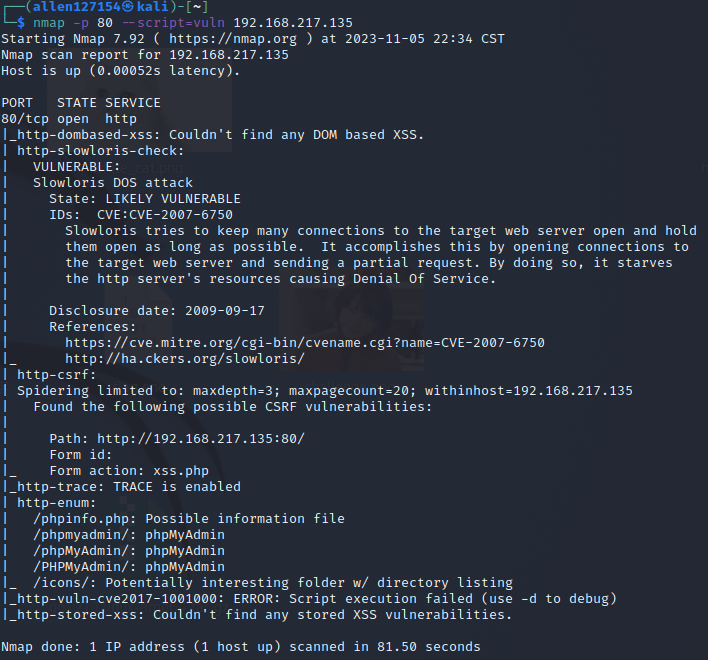 ┌──(allen127154㉿kali)-[~]
└─$ nmap -p 80 --script=vuln 192.168.217.135
Starting Nmap 7.92 ( https://nmap.org ) at 2023-11-05 22:34 CST
Nmap scan report for 192.168.217.135
Host is up (0.00052s latency).

PORT   STATE SERVICE
80/tcp open  http
|_http-dombased-xss: Couldn't find any DOM based XSS.
| http-slowloris-check:
|   VULNERABLE:
|   Slowloris DOS attack
|     State: LIKELY VULNERABLE
|     IDs:  CVE:CVE-2007-6750
|       Slowloris tries to keep many connections to the target web server open and hold
|       them open as long as possible.  It accomplishes this by opening connections to
|       the target web server and sending a partial request. By doing so, it starves
|       the http server's resources causing Denial Of Service.
|
|     Disclosure date: 2009-09-17
|     References:
|       https://cve.mitre.org/cgi-bin/cvename.cgi?name=CVE-2007-6750
|_      http://ha.ckers.org/slowloris/
| http-csrf:
| Spidering limited to: maxdepth=3; maxpagecount=20; withinhost=192.168.217.135
|   Found the following possible CSRF vulnerabilities:
|
|     Path: http://192.168.217.135:80/
|     Form id:
|_    Form action: xss.php
|_http-trace: TRACE is enabled
| http-enum:
|   /phpinfo.php: Possible information file
|   /phpmyadmin/: phpMyAdmin
|   /phpMyAdmin/: phpMyAdmin
|   /PHPMyAdmin/: phpMyAdmin
|_  /icons/: Potentially interesting folder w/ directory listing
|_http-vuln-cve2017-1001000: ERROR: Script execution failed (use -d to debug)
|_http-stored-xss: Couldn't find any stored XSS vulnerabilities.

Nmap done: 1 IP address (1 host up) scanned in 81.50 seconds